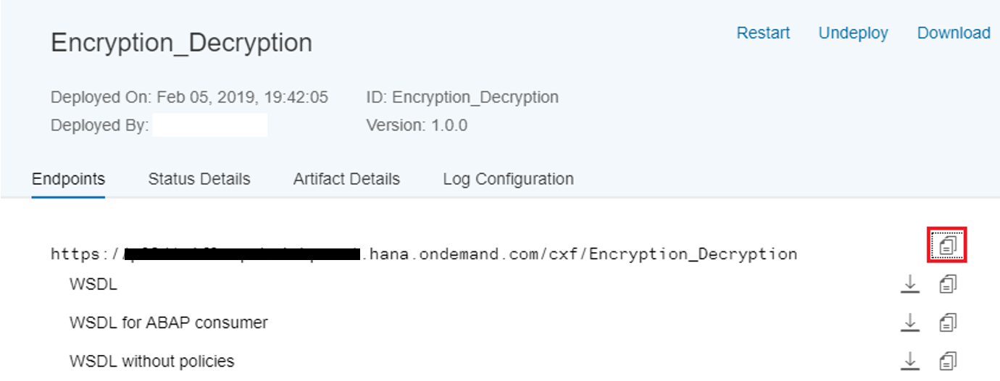 Encryption_Decryption
Restart Undeploy Download
Deployed On: Feb 05, 2019, 19:42:05 ID: Encryption_Decryption
Deployed By: Version: 1.0.0
Endpoints Status Details Artifact Details Log Configuration
https:/ .hana.ondemand.com/cxf/Encryption_Decryption
WSDL
WSDL for ABAP consumer
WSDL without policies